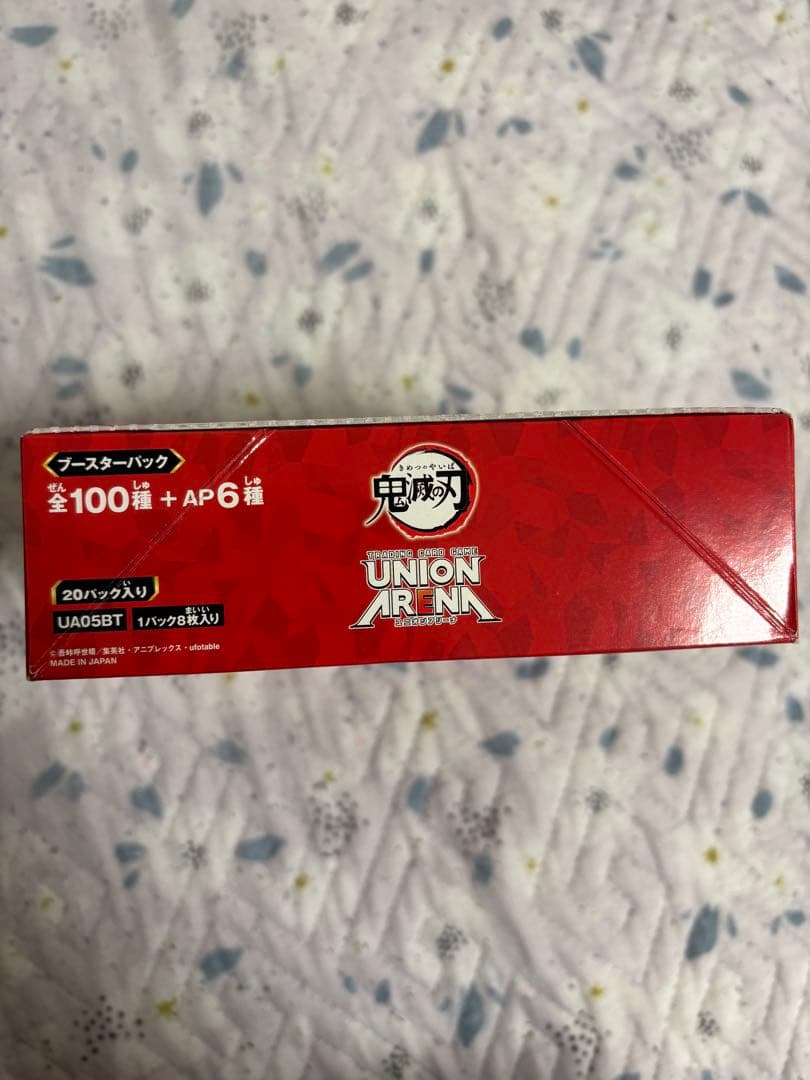 ブースターパック
ぜん しゅ しゅ
全100種 + AP6種
い
20パック入り
UA05BT
まいい
1パック8枚入り
© 吾峠呼世晴／集英社・アニプレックス・ufotable
MADE IN JAPAN
きめつのやいば
鬼滅の刃
TRADING CARD GAME
UNION
ARENA
ユニオンアリーナ